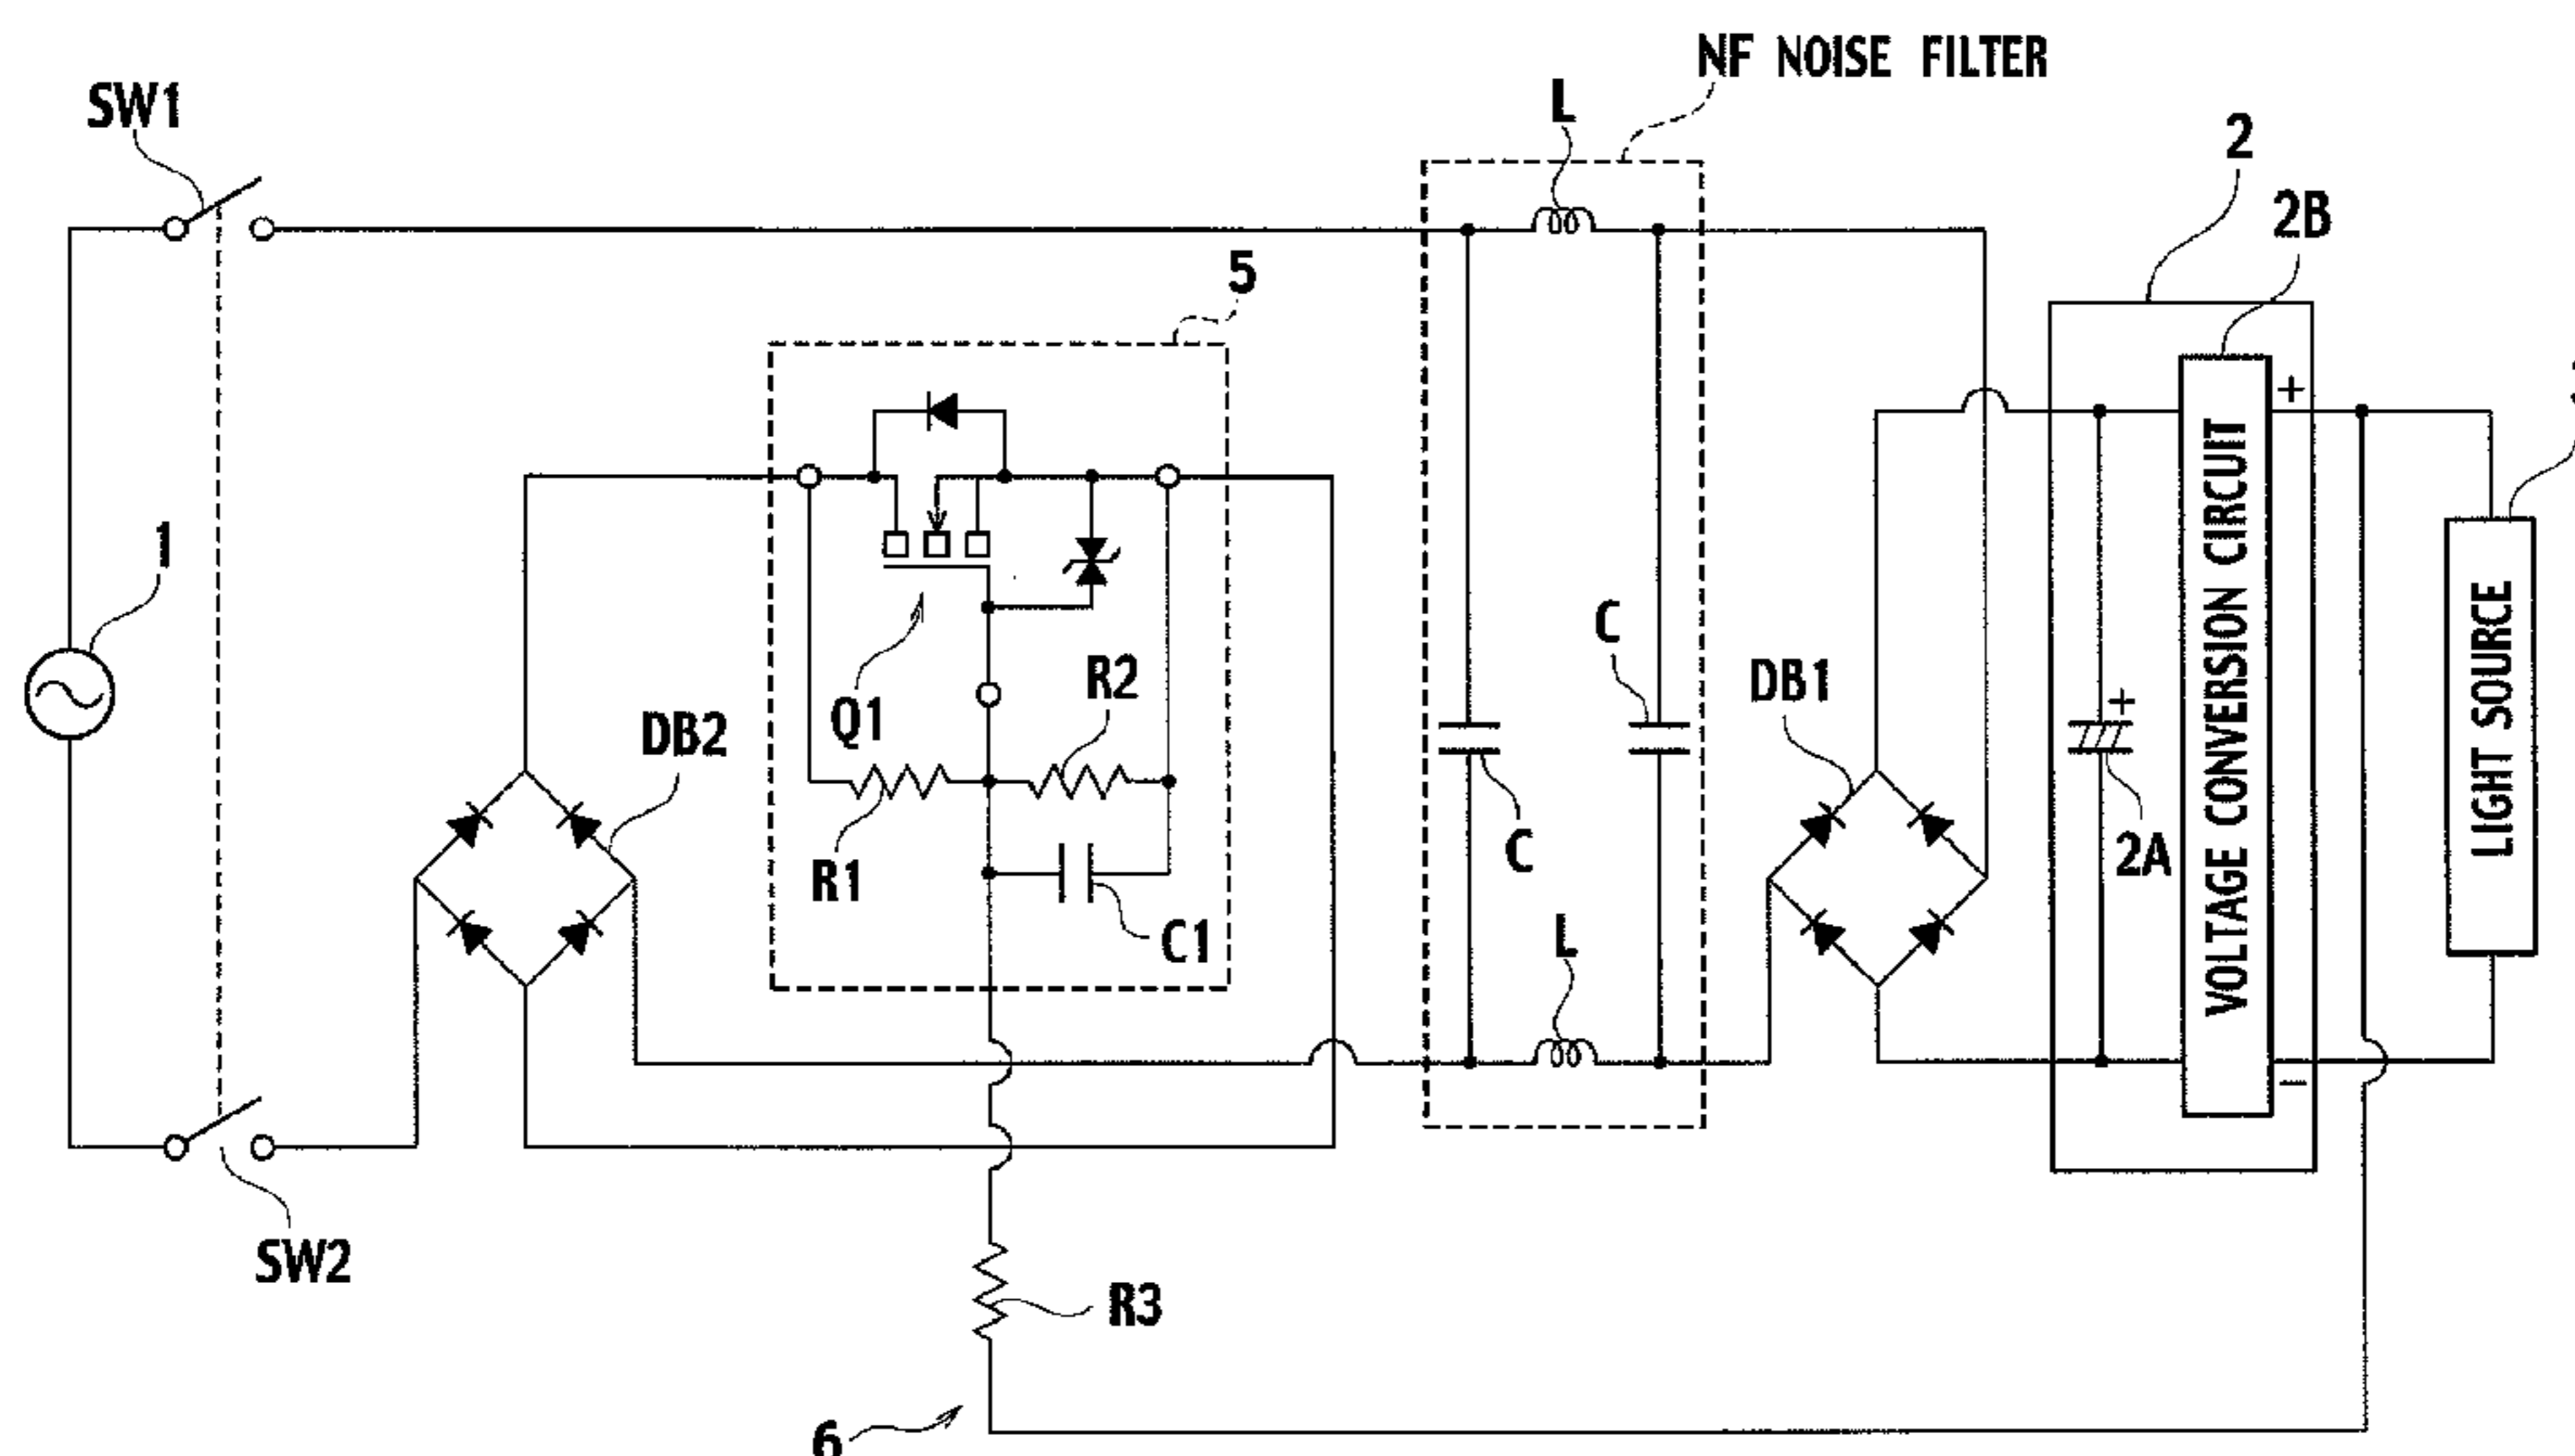 NF NOISE FILTER
SW1
L
2
2B
5
+
1
C
R2
DB1
Q1
DB2
+
VOLTAGE CONVERSION CIRCUIT
LIGHT SOURCE
R1
C
2A
C1
L
−
SW2
R3
6